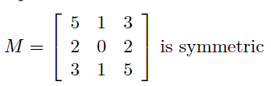 M = [ 5 1 3
2 0 2
3 1 5 ] is symmetric